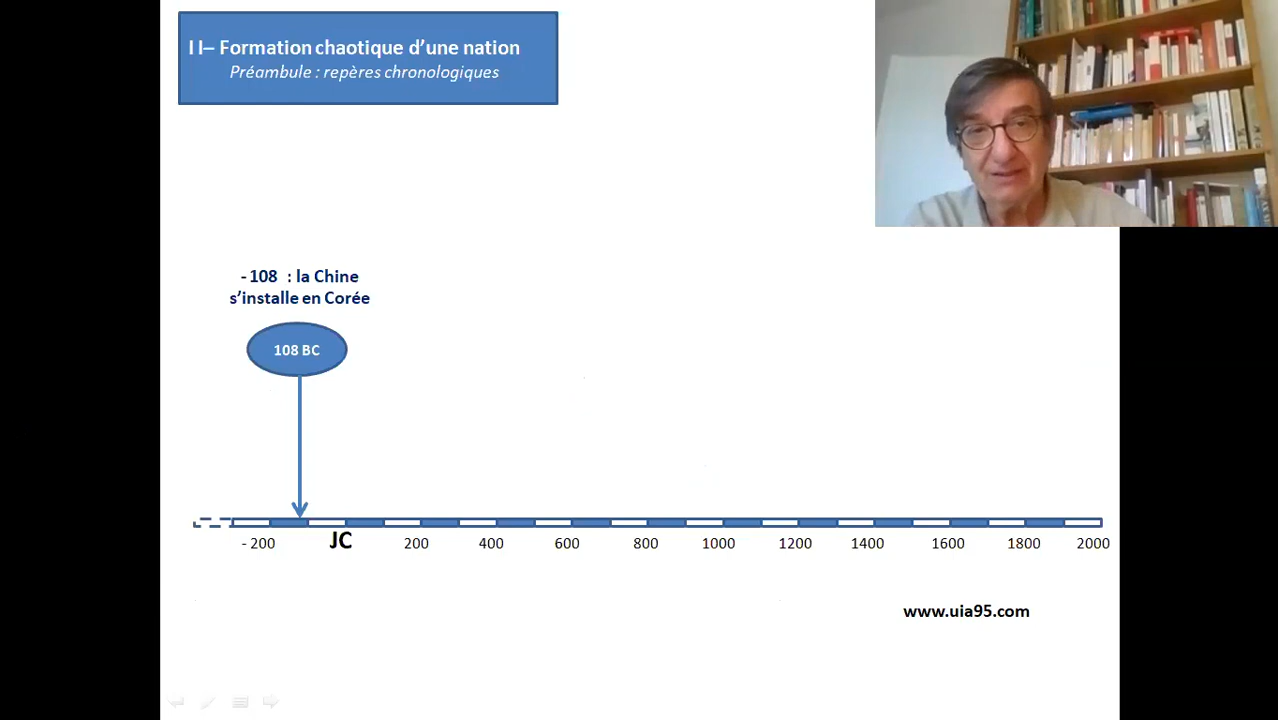 I I– Formation chaotique d'une nation
Préambule : repères chronologiques
- 108 : la Chine
s'installe en Corée
108 BC
- 200 JC 200 400 600 800 1000 1200 1400 1600 1800 2000
www.uia95.com